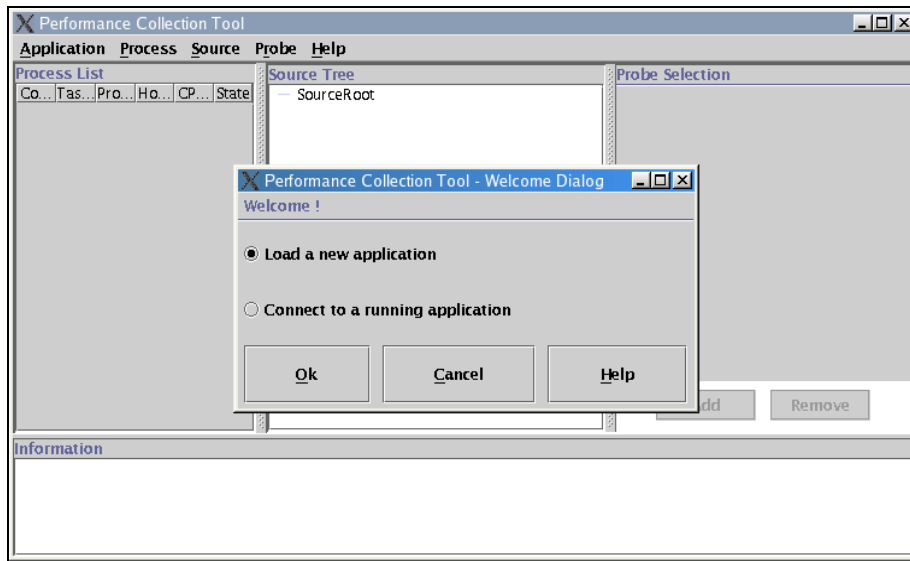 Performance Collection Tool
Application Process Source Probe Help
Process List
Co... Tas... Pro... Ho... CP... State
Source Tree
SourceRoot
Probe Selection
Performance Collection Tool - Welcome Dialog
Welcome !
Load a new application
Connect to a running application
Ok Cancel Help
dd Remove
Information